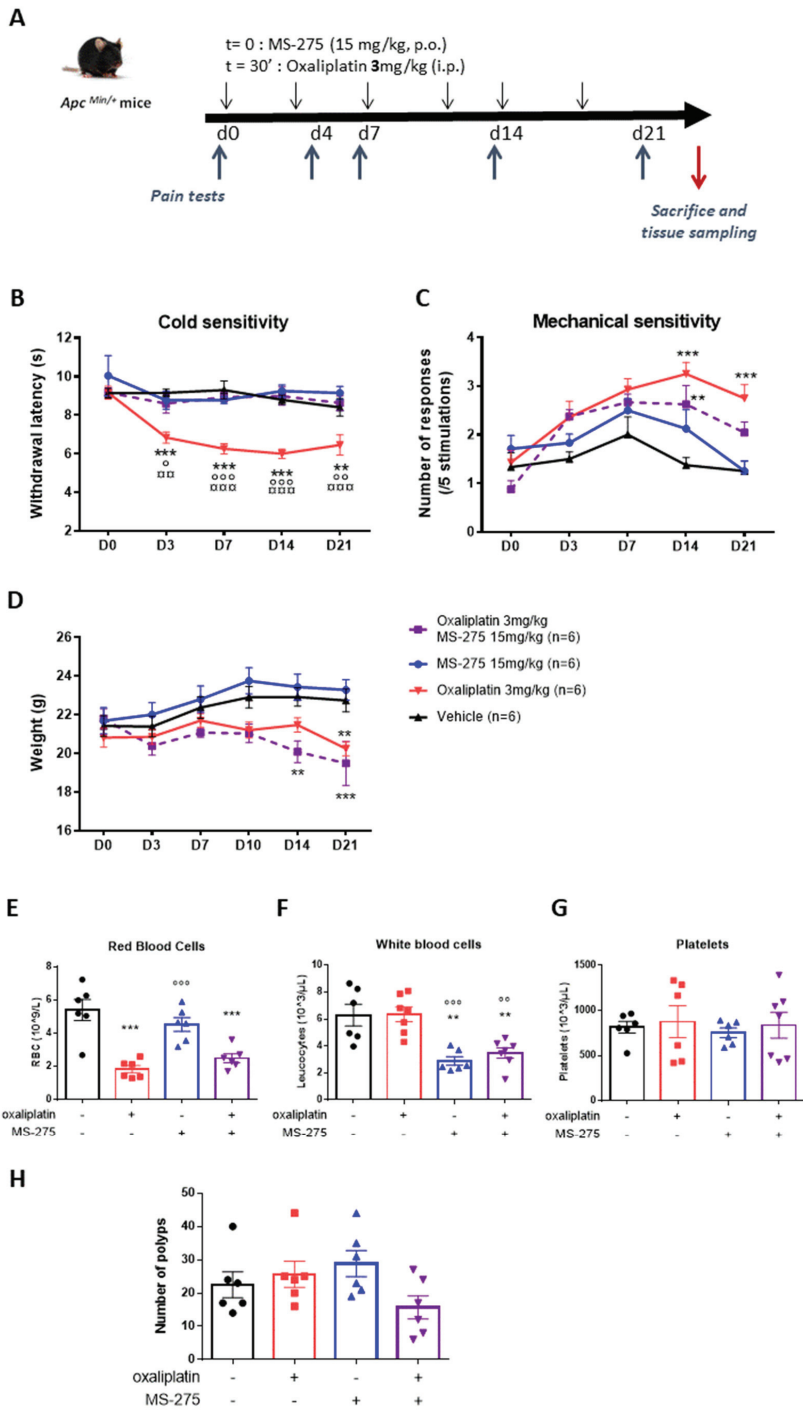 A
t= 0 : MS-275 (15 mg/kg, p.o.)
t = 30' : Oxaliplatin 3mg/kg (i.p.)
Apc Min/+ mice
d0 d4 d7 d14 d21
Pain tests
Sacrifice and
tissue sampling
B
Cold sensitivity
Withdrawal latency (s)
12
10
8
6
4
2
***
°
¤¤
***
°°°
¤¤¤
***
°°°
¤¤¤
**
°°
¤¤¤
D0 D3 D7 D14 D21
C
Mechanical sensitivity
Number of responses
(/5 stimulations)
4
3
2
1
0
***
**
***
D0 D3 D7 D14 D21
D
Weight (g)
26
24
22
20
18
16
**
**
***
D0 D3 D7 D10 D14 D21
Oxaliplatin 3mg/kg
MS-275 15mg/kg (n=6)
MS-275 15mg/kg (n=6)
Oxaliplatin 3mg/kg (n=6)
Vehicle (n=6)
E
Red Blood Cells
RBC (10^9/L)
8
6
4
2
0
***
°°°
***
oxaliplatin - + - +
MS-275 - - + +
F
White blood cells
Leucocytes (10^3/µL)
10
8
6
4
2
0
°°°
**
°°
**
oxaliplatin - + - +
MS-275 - - + +
G
Platelets
Platelets (10^3/µL)
1500
1000
500
0
oxaliplatin - + - +
MS-275 - - + +
H
Number of polyps
50
40
30
20
10
0
oxaliplatin - + - +
MS-275 - - + +